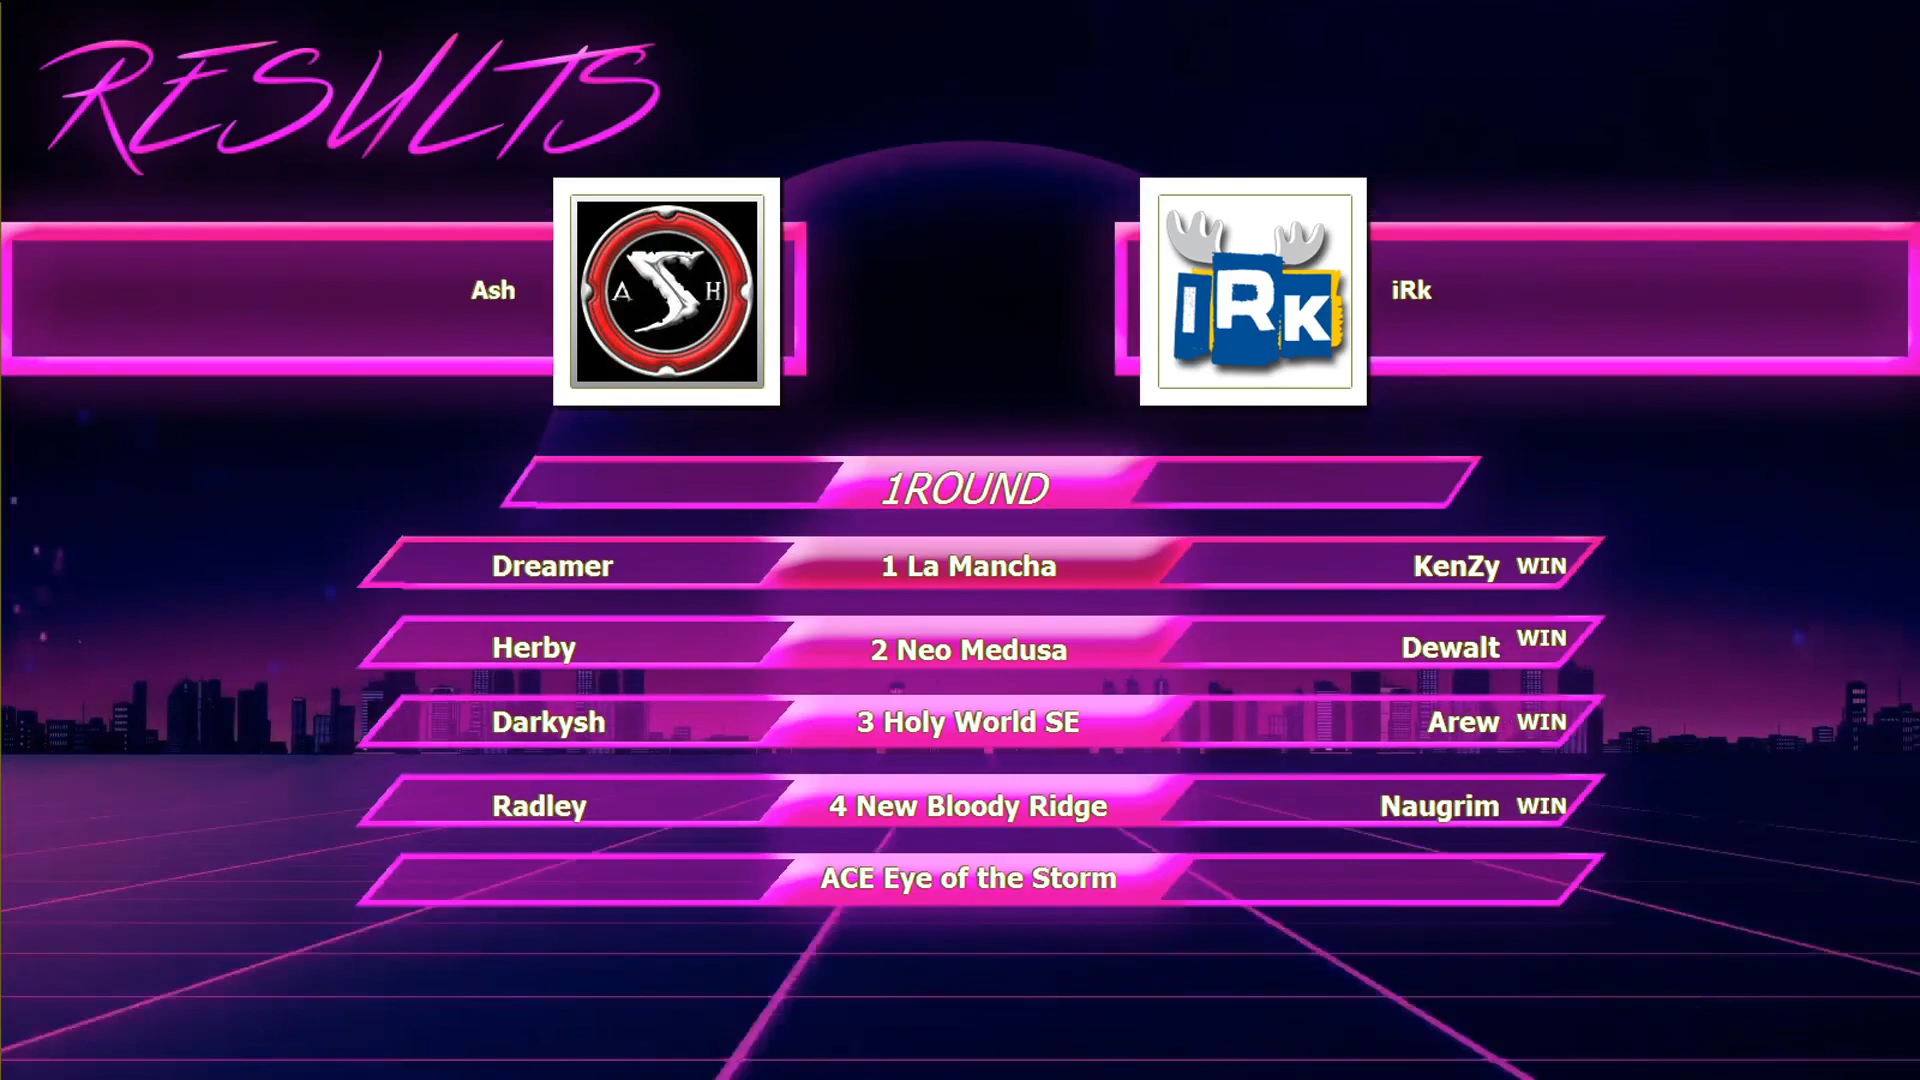 RESULTS
Ash
A S H
iRk
iRk
1ROUND
Dreamer 1 La Mancha KenZy WIN
Herby 2 Neo Medusa Dewalt WIN
Darkysh 3 Holy World SE Arew WIN
Radley 4 New Bloody Ridge Naugrim WIN
ACE Eye of the Storm